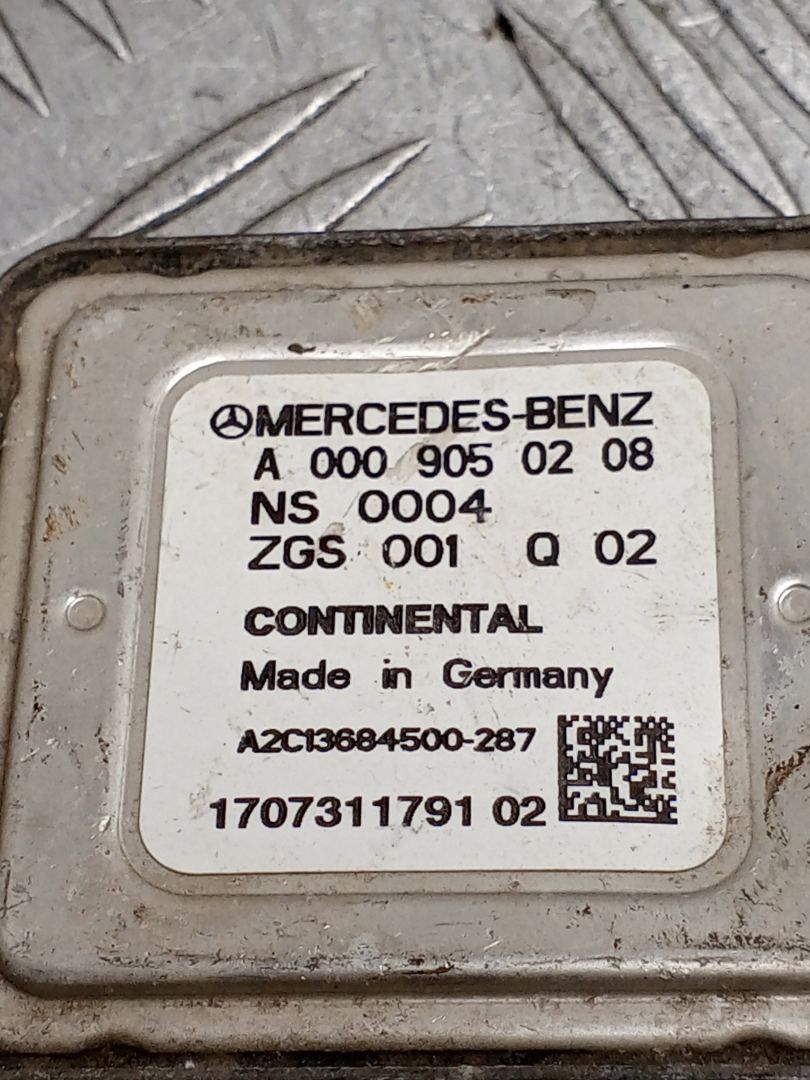 MERCEDES-BENZ
A 000 905 02 08
NS 0004
ZGS 001 Q 02
CONTINENTAL
Made in Germany
A2C13684500-287
1707311791 02